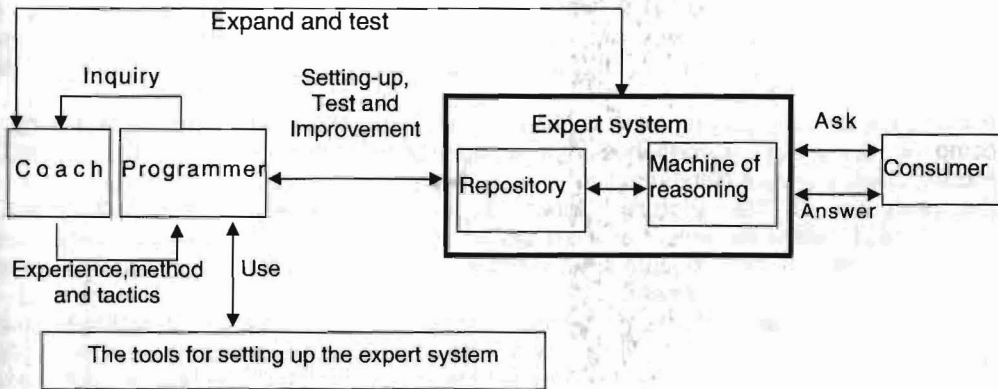 Expand and test
Inquiry
Setting-up,
Test and
Improvement
Coach
Programmer
Expert system
Repository
Machine of
reasoning
Ask
Consumer
Answer
Experience,method
and tactics
Use
The tools for setting up the expert system